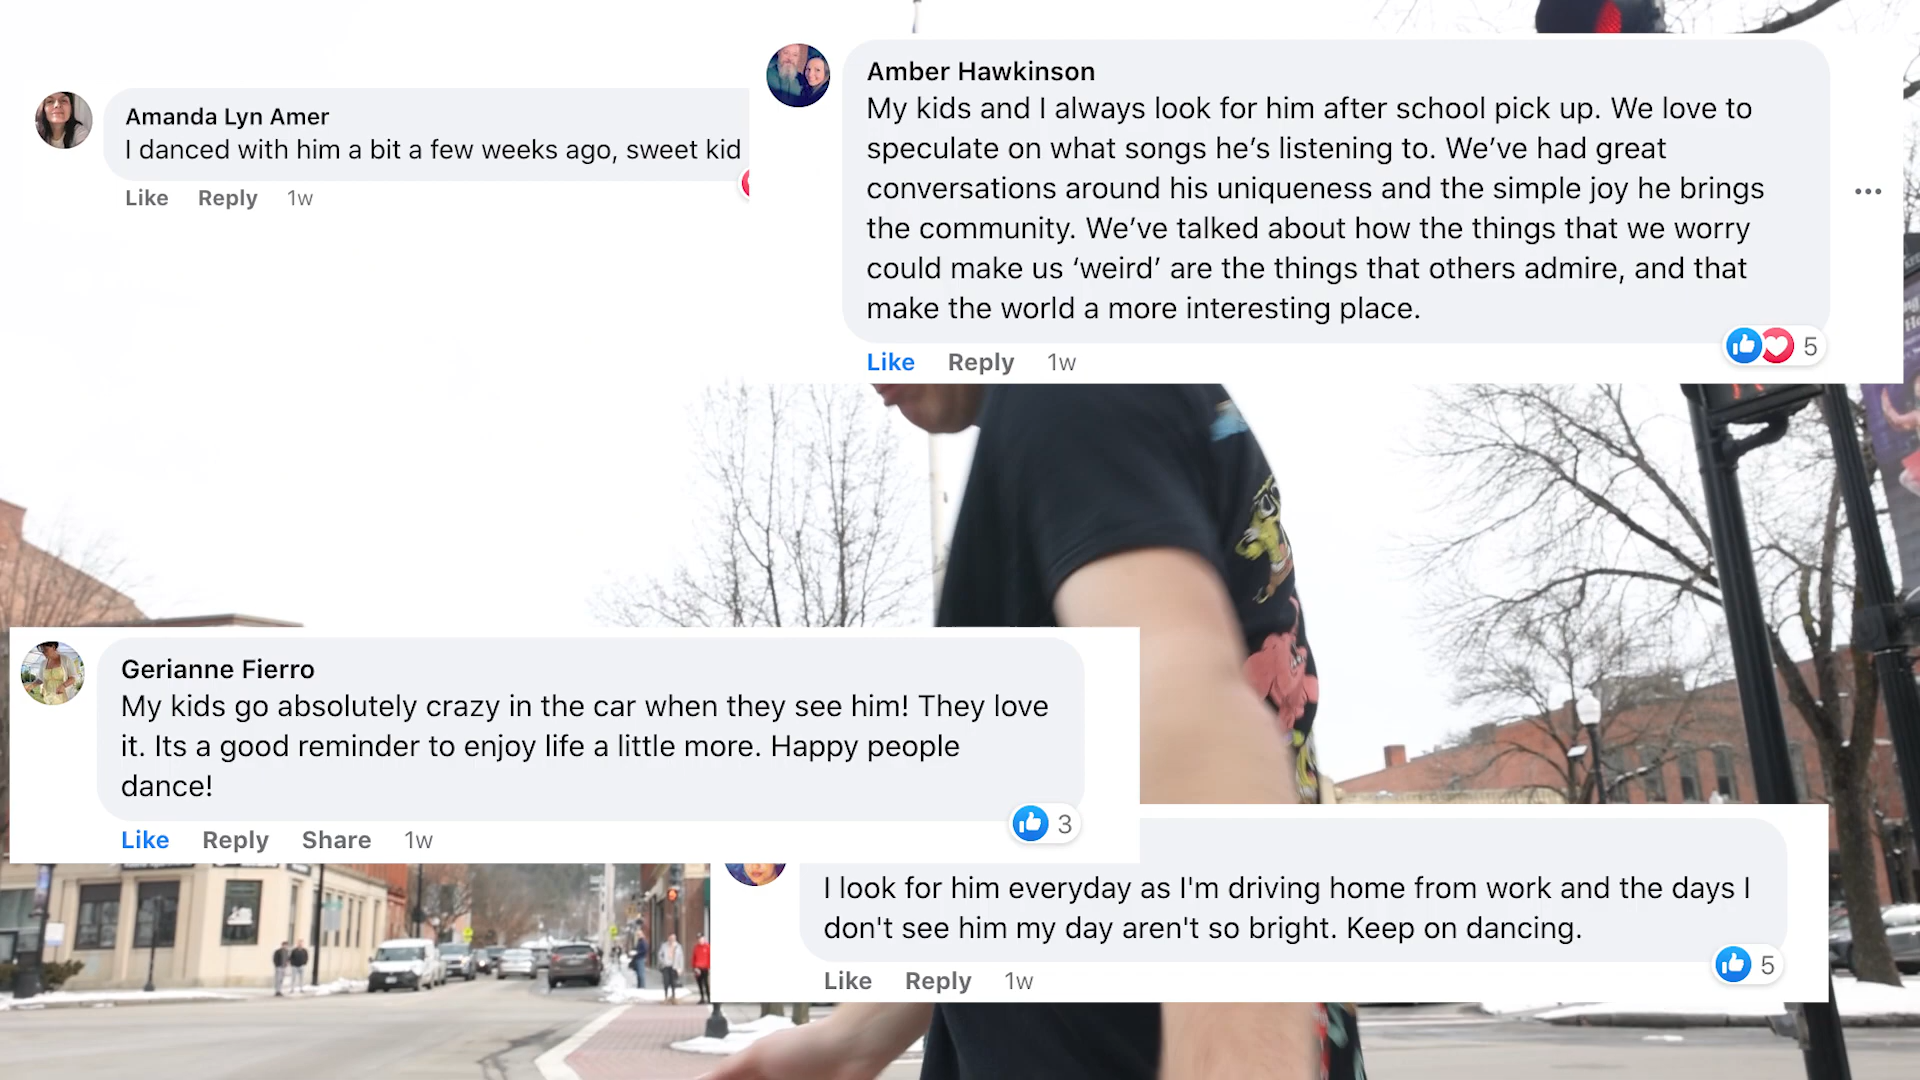 Amanda Lyn Amer
I danced with him a bit a few weeks ago, sweet kid
Like Reply 1w
Amber Hawkinson
My kids and I always look for him after school pick up. We love to
speculate on what songs he’s listening to. We’ve had great
conversations around his uniqueness and the simple joy he brings
the community. We’ve talked about how the things that we worry
could make us ‘weird’ are the things that others admire, and that
make the world a more interesting place.
Like Reply 1w
5
Gerianne Fierro
My kids go absolutely crazy in the car when they see him! They love
it. Its a good reminder to enjoy life a little more. Happy people
dance!
Like Reply Share 1w
3
I look for him everyday as I'm driving home from work and the days I
don't see him my day aren't so bright. Keep on dancing.
Like Reply 1w
5